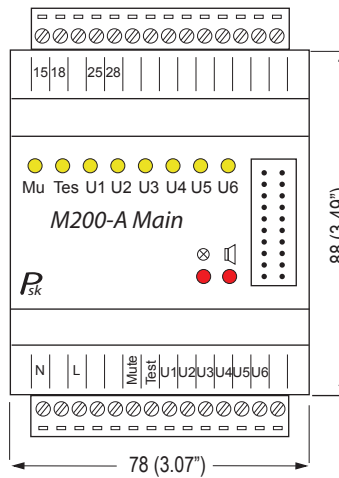 15 18 25 28
Mu Tes U1 U2 U3 U4 U5 U6
M200-A Main
Psk
88 (3.49")
N L Mute Test U1 U2 U3 U4 U5 U6
78 (3.07")